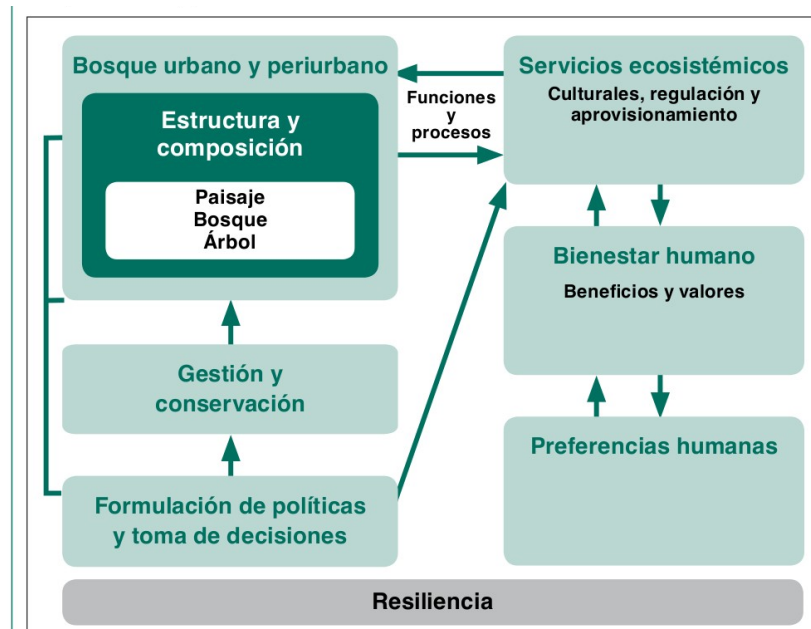 Bosque urbano y periurbano
Estructura y
composición
Paisaje
Bosque
Árbol
Funciones
y
procesos
Servicios ecosistémicos
Culturales, regulación y
aprovisionamiento
Bienestar humano
Beneficios y valores
Gestión y
conservación
Preferencias humanas
Formulación de políticas
y toma de decisiones
Resiliencia